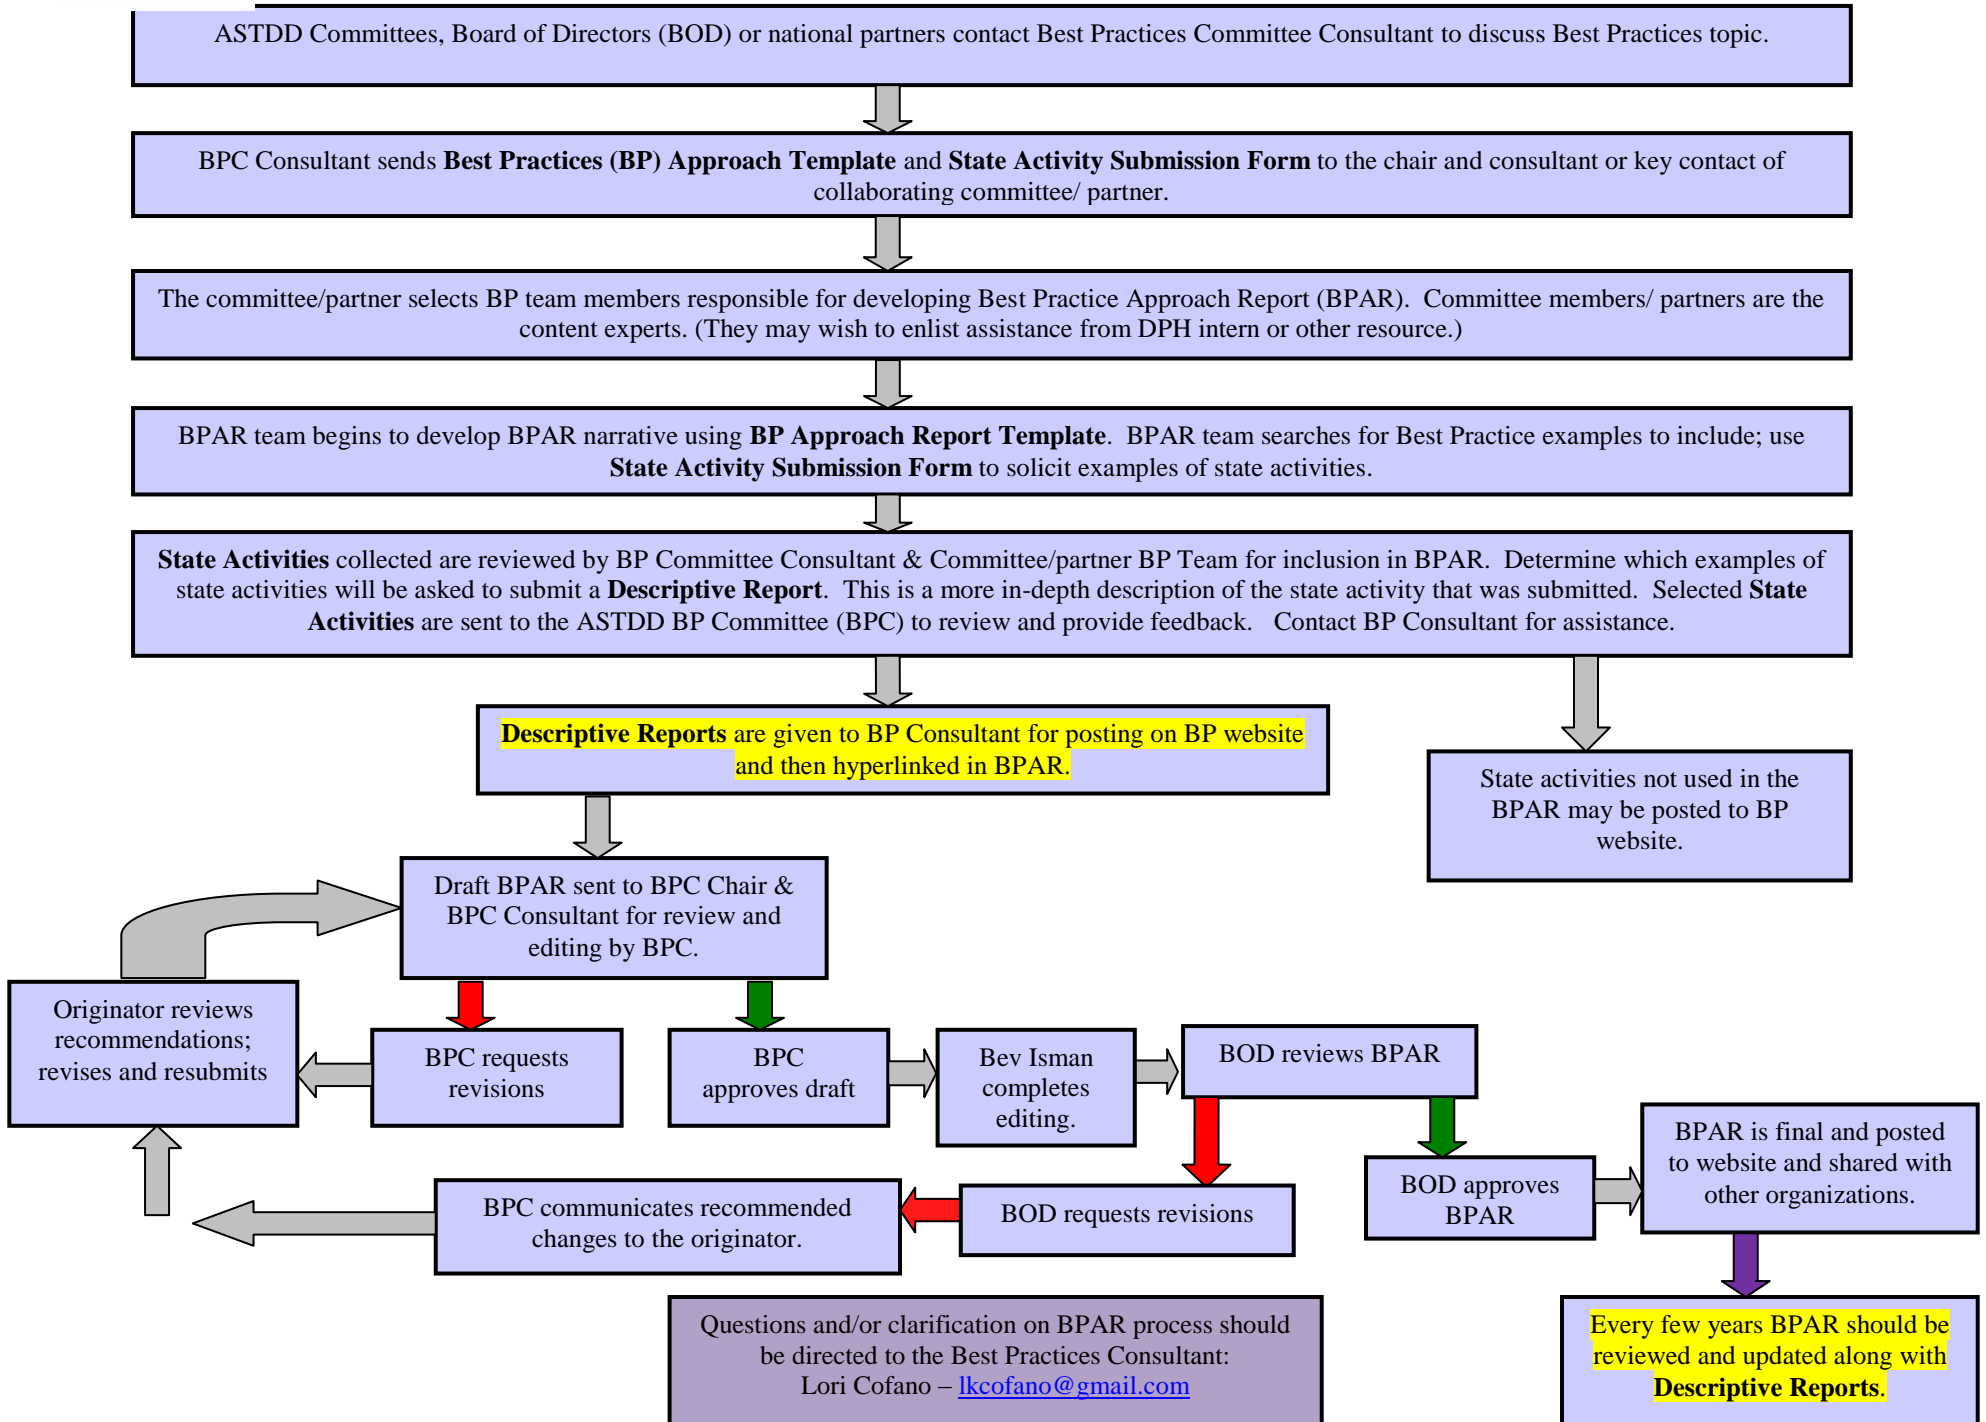 ASTDD Committees, Board of Directors (BOD) or national partners contact Best Practices Committee Consultant to discuss Best Practices topic.
BPC Consultant sends Best Practices (BP) Approach Template and State Activity Submission Form to the chair and consultant or key contact of
collaborating committee/ partner.
The committee/partner selects BP team members responsible for developing Best Practice Approach Report (BPAR). Committee members/ partners are the
content experts. (They may wish to enlist assistance from DPH intern or other resource.)
BPAR team begins to develop BPAR narrative using BP Approach Report Template. BPAR team searches for Best Practice examples to include; use
State Activity Submission Form to solicit examples of state activities.
State Activities collected are reviewed by BP Committee Consultant & Committee/partner BP Team for inclusion in BPAR. Determine which examples of
state activities will be asked to submit a Descriptive Report. This is a more in-depth description of the state activity that was submitted. Selected State
Activities are sent to the ASTDD BP Committee (BPC) to review and provide feedback. Contact BP Consultant for assistance.
Descriptive Reports are given to BP Consultant for posting on BP website
and then hyperlinked in BPAR.
State activities not used in the
BPAR may be posted to BP
website.
Draft BPAR sent to BPC Chair &
BPC Consultant for review and
editing by BPC.
Originator reviews
recommendations;
revises and resubmits
BPC requests
revisions
BPC
approves draft
Bev Isman
completes
editing.
BOD reviews BPAR
BOD approves
BPAR
BPAR is final and posted
to website and shared with
other organizations.
BPC communicates recommended
changes to the originator.
BOD requests revisions
Questions and/or clarification on BPAR process should
be directed to the Best Practices Consultant:
Lori Cofano – lkcofano@gmail.com
Every few years BPAR should be
reviewed and updated along with
Descriptive Reports.